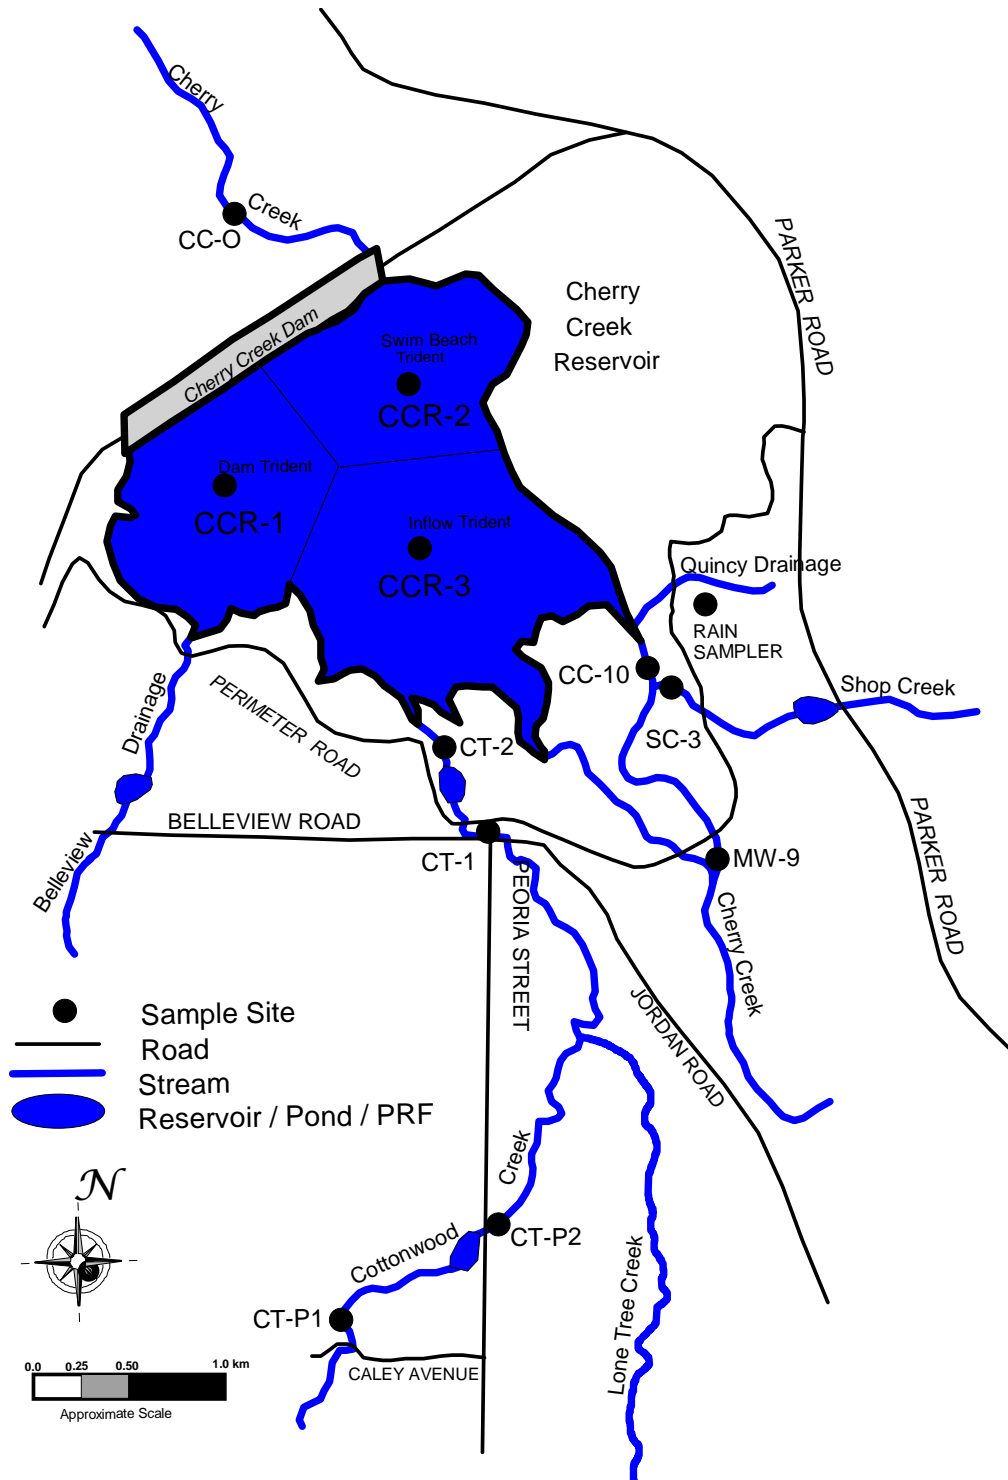 Cherry
Creek
CC-O
PARKER ROAD
Cherry
Creek
Reservoir
Cherry Creek Dam
Swim Beach
Trident
CCR-2
Dam Trident
CCR-1
Inflow Trident
CCR-3
Quincy Drainage
RAIN
SAMPLER
CC-10
Shop Creek
SC-3
Drainage
PERIMETER ROAD
CT-2
BELLEVIEW ROAD
CT-1
MW-9
PARKER ROAD
Belleview
PEORIA STREET
Cherry Creek
JORDAN ROAD
Sample Site
Road
Stream
Reservoir / Pond / PRF
N
Creek
CT-P2
Cottonwood
CT-P1
Lone Tree Creek
CALEY AVENUE
0.0 0.25 0.50 1.0 km
Approximate Scale